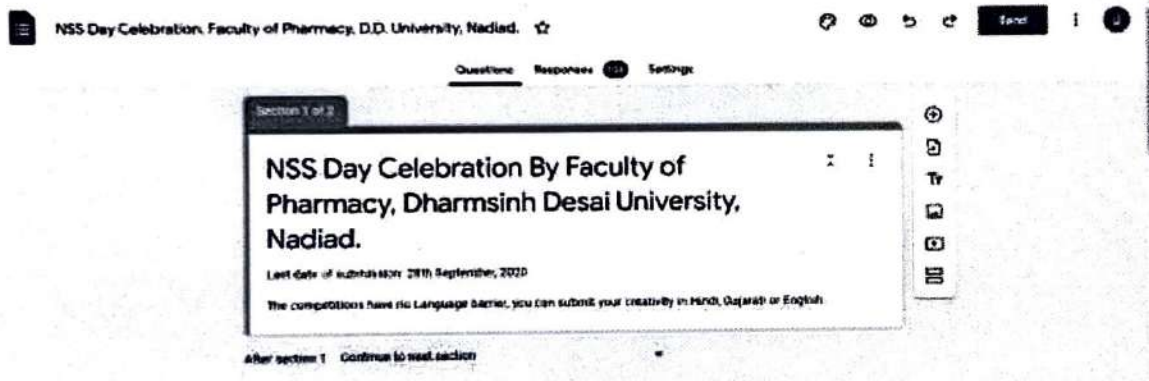 NSS Day Celebration, Faculty of Pharmacy, D.D. University, Nadiad.
Send
Questions Responses Settings
Section 1 of 2
NSS Day Celebration By Faculty of
Pharmacy, Dharmsinh Desai University,
Nadiad.
Last date of submission: 28th September, 2020
The competitions have no Language barrier, you can submit your creativity in Hindi, Gujarati or English
Tr
After section 1 Continue to next section